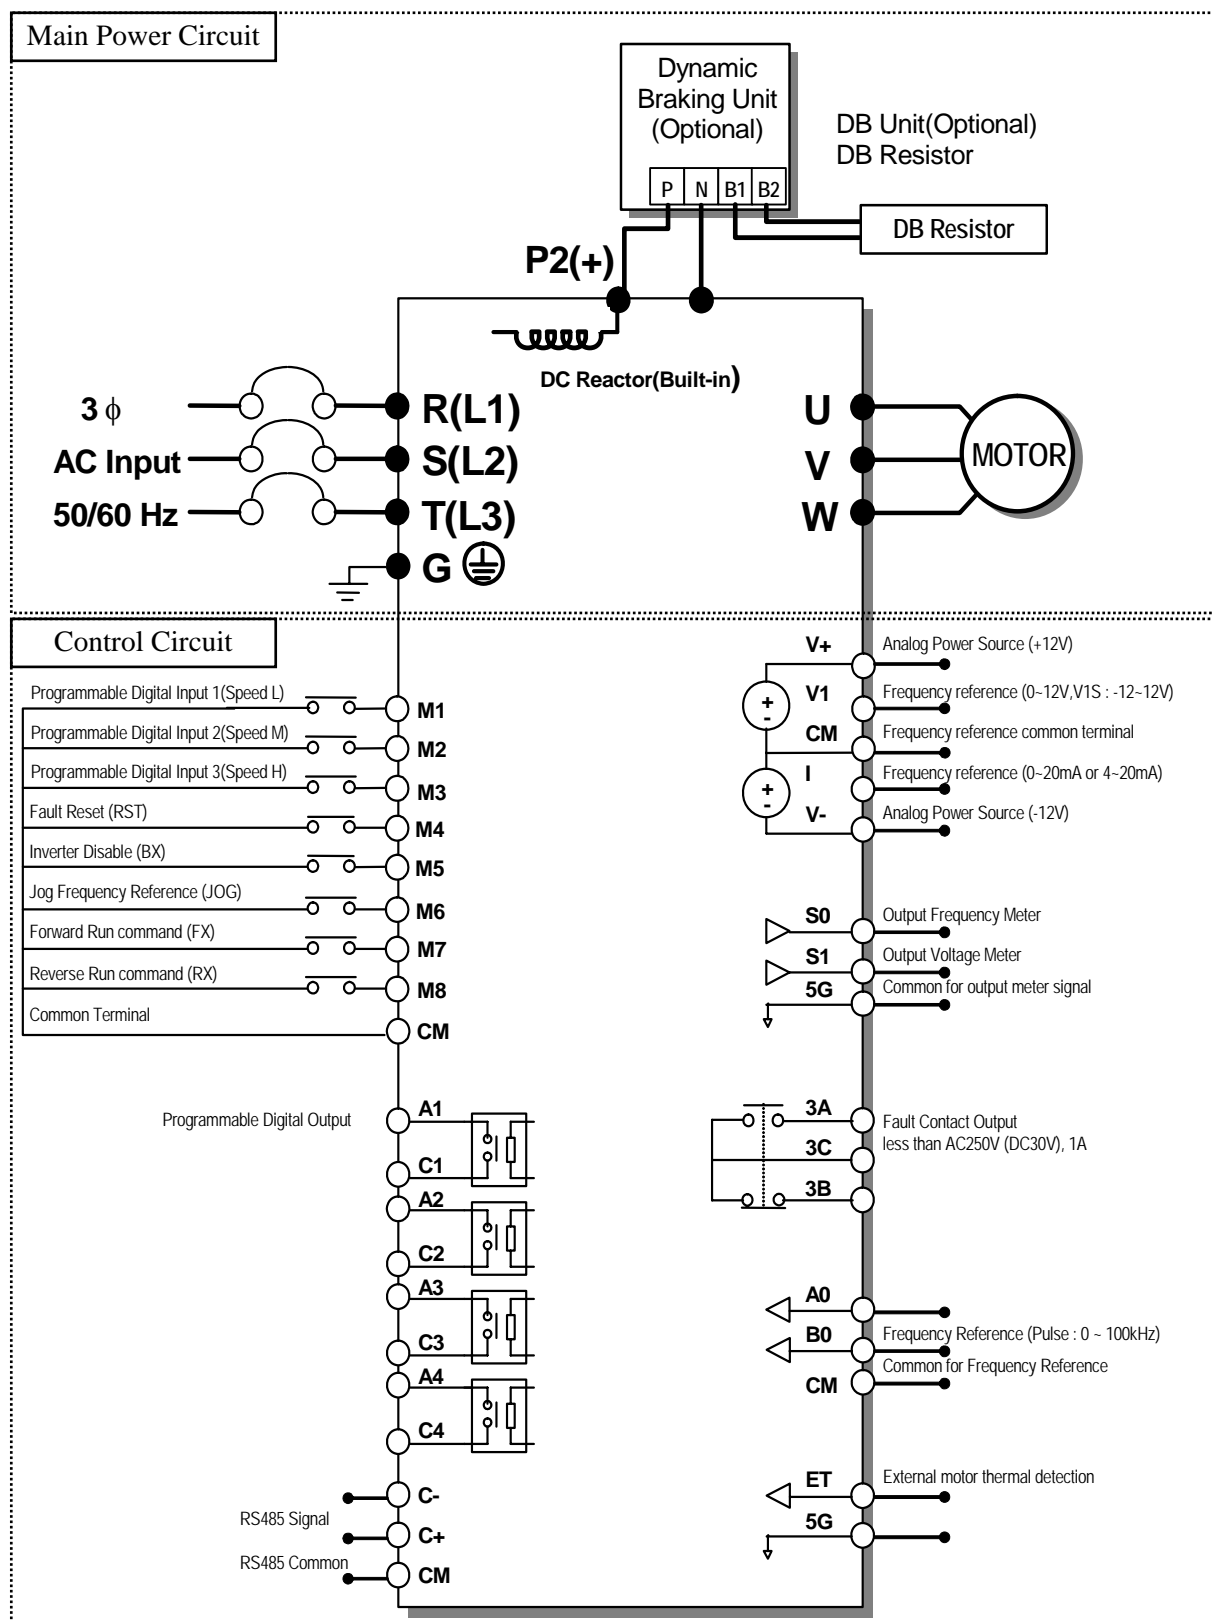 Main Power Circuit
Dynamic
Braking Unit
(Optional)
DB Unit(Optional)
DB Resistor
P N B1 B2
DB Resistor
P2(+)
DC Reactor(Built-in)
3 ϕ
R(L1)
U
AC Input
S(L2)
V
MOTOR
50/60 Hz
T(L3)
W
G
Control Circuit
Programmable Digital Input 1(Speed L)
M1
Programmable Digital Input 2(Speed M)
M2
Programmable Digital Input 3(Speed H)
M3
Fault Reset (RST)
M4
Inverter Disable (BX)
M5
Jog Frequency Reference (JOG)
M6
Forward Run command (FX)
M7
Reverse Run command (RX)
M8
Common Terminal
CM
V+
Analog Power Source (+12V)
+
-
V1
Frequency reference (0~12V,V1S : -12~12V)
CM
Frequency reference common terminal
+
-
I
Frequency reference (0~20mA or 4~20mA)
V-
Analog Power Source (-12V)
S0
Output Frequency Meter
S1
Output Voltage Meter
5G
Common for output meter signal
Programmable Digital Output
A1
C1
A2
C2
A3
C3
A4
C4
3A
Fault Contact Output
less than AC250V (DC30V), 1A
3C
3B
A0
B0
Frequency Reference (Pulse : 0 ~ 100kHz)
Common for Frequency Reference
CM
ET
External motor thermal detection
5G
C-
RS485 Signal
C+
RS485 Common
CM